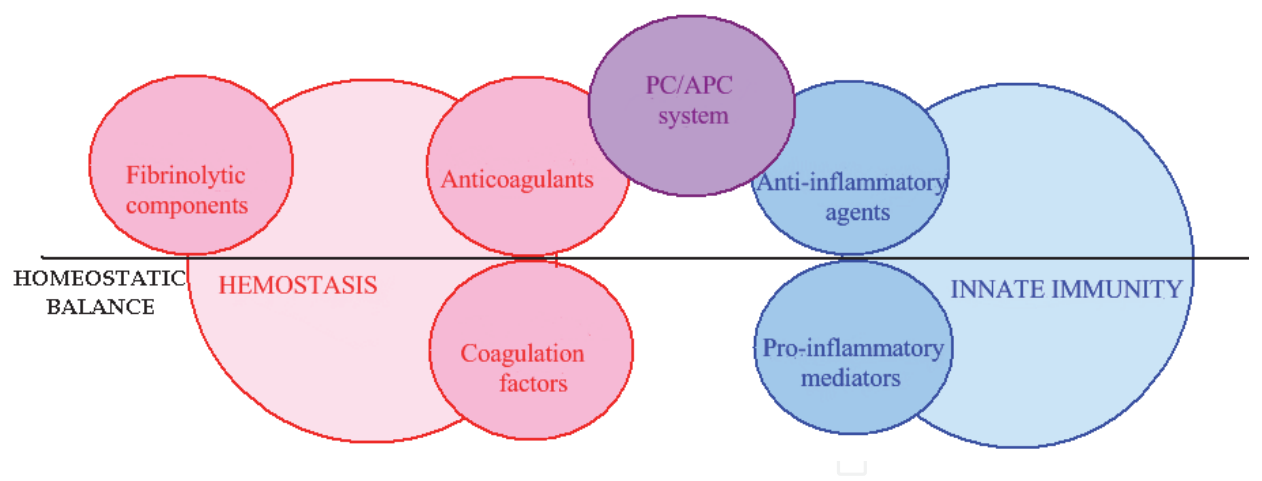 PC/APC
system
Fibrinolytic
components
Anticoagulants
Anti-inflammatory
agents
HOMEOSTATIC
BALANCE
HEMOSTASIS
INNATE IMMUNITY
Coagulation
factors
Pro-inflammatory
mediators